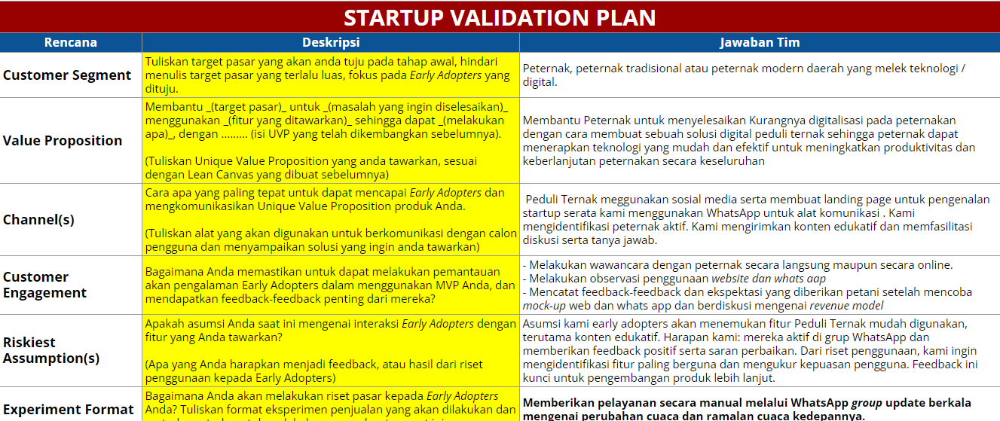 STARTUP VALIDATION PLAN
Rencana
Deskripsi
Jawaban Tim
Customer Segment
Tuliskan target pasar yang akan anda tuju pada tahap awal, hindari
menulis target pasar yang terlalu luas, fokus pada Early Adopters yang
dituju.
Peternak, peternak tradisional atau peternak modern daerah yang melek teknologi /
digital.
Value Proposition
Membantu _(target pasar)_ untuk _(masalah yang ingin diselesaikan)_
menggunakan _(fitur yang ditawarkan)_ sehingga dapat _(melakukan
apa)_, dengan ......... (isi UVP yang telah dikembangkan sebelumnya).
(Tuliskan Unique Value Proposition yang anda tawarkan, sesuai
dengan Lean Canvas yang dibuat sebelumnya)
Membantu Peternak untuk menyelesaikan Kurangnya digitalisasi pada peternakan
dengan cara membuat sebuah solusi digital peduli ternak sehingga peternak dapat
menerapkan teknologi yang mudah dan efektif untuk meningkatkan produktivitas dan
keberlanjutan peternakan secara keseluruhan
Channel(s)
Cara apa yang paling tepat untuk dapat mencapai Early Adopters dan
mengkomunikasikan Unique Value Proposition produk Anda.
(Tuliskan alat yang akan digunakan untuk berkomunikasi dengan calon
pengguna dan menyampaikan solusi yang ingin anda tawarkan)
Peduli Ternak meggunakan sosial media serta membuat landing page untuk pengenalan
startup serata kami menggunakan WhatsApp untuk alat komunikasi . Kami
mengidentifikasi peternak aktif. Kami mengirimkan konten edukatif dan memfasilitasi
diskusi serta tanya jawab.
Customer
Engagement
Bagaimana Anda memastikan untuk dapat melakukan pemantauan
akan pengalaman Early Adopters dalam menggunakan MVP Anda, dan
mendapatkan feedback-feedback penting dari mereka?
- Melakukan wawancara dengan peternak secara langsung maupun secara online.
- Melakukan observasi penggunaan website dan whats aap
- Mencatat feedback-feedback dan ekspektasi yang diberikan petani setelah mencoba
mock-up web dan whats app dan berdiskusi mengenai revenue model
Riskiest
Assumption(s)
Apakah asumsi Anda saat ini mengenai interaksi Early Adopters dengan
fitur yang Anda tawarkan?
(Apa yang Anda harapkan menjadi feedback, atau hasil dari riset
penggunaan kepada Early Adopters)
Asumsi kami early adopters akan menemukan fitur Peduli Ternak mudah digunakan,
terutama konten edukatif. Harapan kami: mereka aktif di grup WhatsApp dan
memberikan feedback positif serta saran perbaikan. Dari riset penggunaan, kami ingin
mengidentifikasi fitur paling berguna dan mengukur kepuasan pengguna. Feedback ini
kunci untuk pengembangan produk lebih lanjut.
Experiment Format
Bagaimana Anda akan melakukan riset pasar kepada Early Adopters
Anda? Tuliskan format eksperimen penjualan yang akan dilakukan dan
Memberikan pelayanan secara manual melalui WhatsApp group update berkala
mengenai perubahan cuaca dan ramalan cuaca kedepannya.